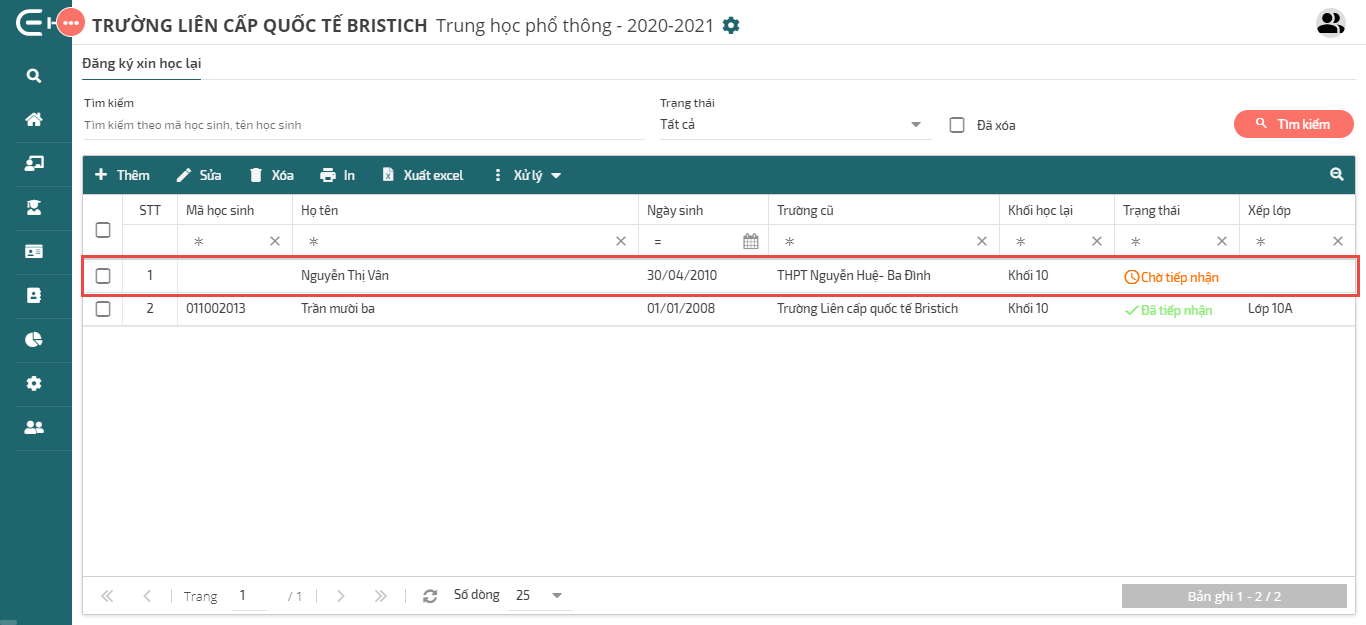 TRƯỜNG LIÊN CẤP QUỐC TẾ BRISTICH Trung học phổ thông - 2020-2021
Đăng ký xin học lại
Tìm kiếm
Tìm kiếm theo mã học sinh, tên học sinh
Trạng thái
Tất cả
Đã xóa
Tìm kiếm
Thêm Sửa Xóa In Xuất excel Xử lý
STT Mã học sinh Họ tên Ngày sinh Trường cũ Khối học lại Trạng thái Xếp lớp
=
1 Nguyễn Thị Vân 30/04/2010 THPT Nguyễn Huệ- Ba Đình Khối 10 Chờ tiếp nhận
2 011002013 Trần mười ba 01/01/2008 Trường Liên cấp quốc tế Bristich Khối 10 Đã tiếp nhận Lớp 10A
Trang 1 / 1 Số dòng 25 Bản ghi 1 - 2 / 2